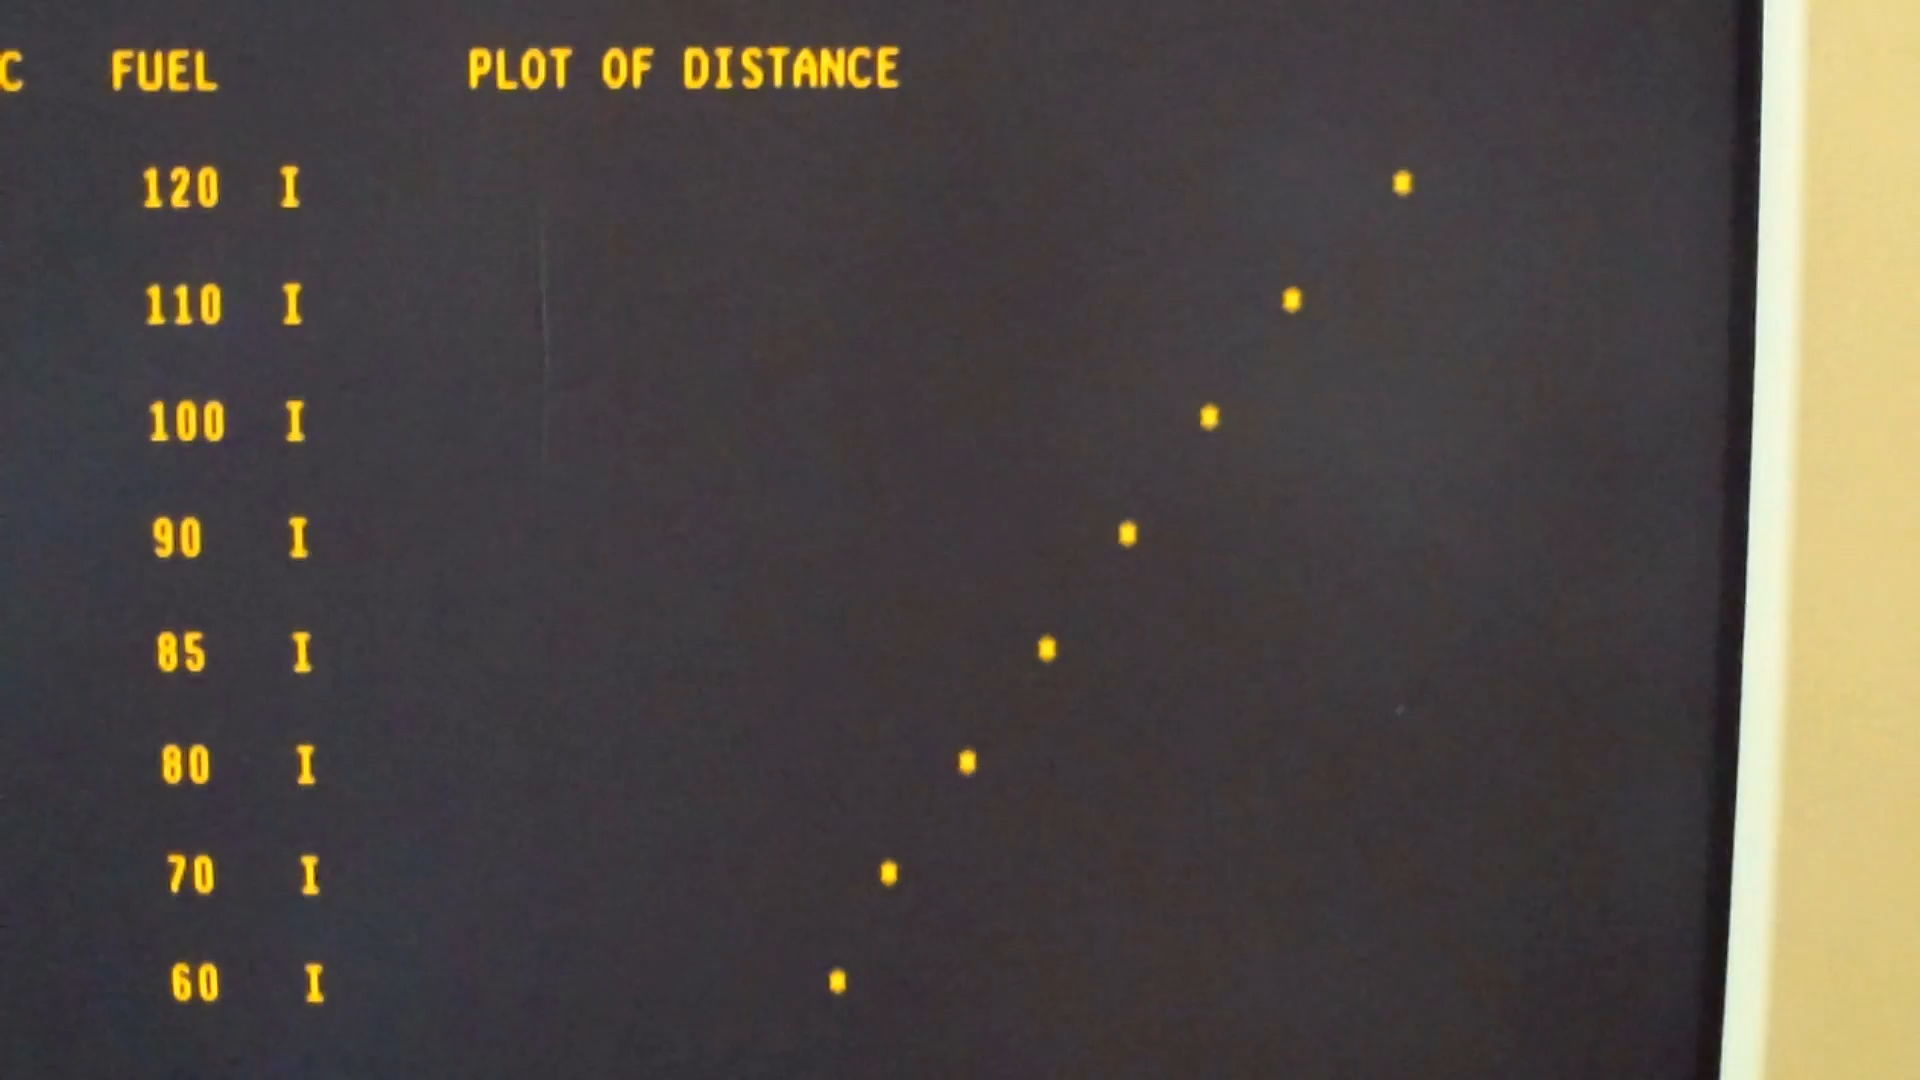 C FUEL PLOT OF DISTANCE
120 I *
110 I *
100 I *
90 I *
85 I *
80 I *
70 I *
60 I *